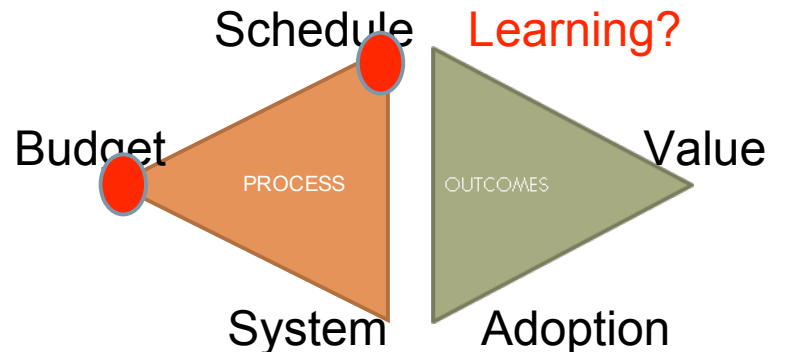 Schedule
Learning?
Budget
Value
PROCESS
OUTCOMES
System
Adoption